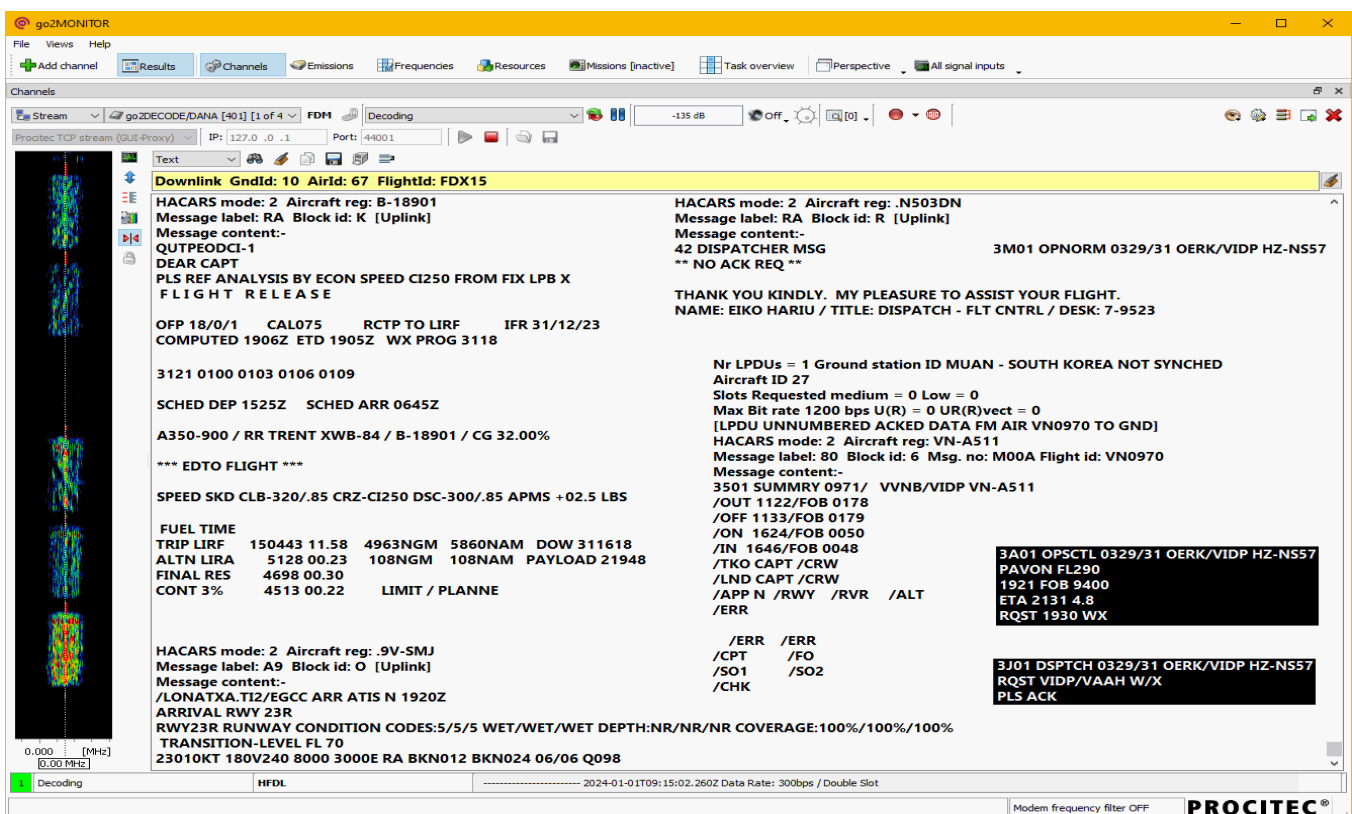 go2MONITOR
File Views Help
Add channel Results Channels Emissions Frequencies Resources Missions [inactive] Task overview Perspective All signal inputs
Channels
Stream go2DECODE/DANA [401] [1 of 4 FDM Decoding -135 dB Off [0]
Procitec TCP stream (GUI-Proxy) IP: 127.0 .0 .1 Port: 44001
Text
Downlink GndId: 10 AirId: 67 FlightId: FDX15
HACARS mode: 2 Aircraft reg: B-18901
Message label: RA Block id: K [Uplink]
Message content:-
QUTPEODCI-1
DEAR CAPT
PLS REF ANALYSIS BY ECON SPEED CI250 FROM FIX LPB X
F L I G H T R E L E A S E
OFP 18/0/1 CAL075 RCTP TO LIRF IFR 31/12/23
COMPUTED 1906Z ETD 1905Z WX PROG 3118
3121 0100 0103 0106 0109
SCHED DEP 1525Z SCHED ARR 0645Z
A350-900 / RR TRENT XWB-84 / B-18901 / CG 32.00%
*** EDTO FLIGHT ***
SPEED SKD CLB-320/.85 CRZ-CI250 DSC-300/.85 APMS +02.5 LBS
FUEL TIME
TRIP LIRF 150443 11.58 4963NGM 5860NAM DOW 311618
ALTN LIRA 5128 00.23 108NGM 108NAM PAYLOAD 21948
FINAL RES 4698 00.30
CONT 3% 4513 00.22 LIMIT / PLANNE
HACARS mode: 2 Aircraft reg: .9V-SMJ
Message label: A9 Block id: O [Uplink]
Message content:-
/LONATXA.TI2/EGCC ARR ATIS N 1920Z
ARRIVAL RWY 23R
RWY23R RUNWAY CONDITION CODES:5/5/5 WET/WET/WET DEPTH:NR/NR/NR COVERAGE:100%/100%/100%
TRANSITION-LEVEL FL 70
23010KT 180V240 8000 3000E RA BKN012 BKN024 06/06 Q098
HACARS mode: 2 Aircraft reg: .N503DN
Message label: RA Block id: R [Uplink]
Message content:-
42 DISPATCHER MSG
** NO ACK REQ **
THANK YOU KINDLY. MY PLEASURE TO ASSIST YOUR FLIGHT.
NAME: EIKO HARIU / TITLE: DISPATCH - FLT CNTRL / DESK: 7-9523
3M01 OPNORM 0329/31 OERK/VIDP HZ-NS57
Nr LPDUs = 1 Ground station ID MUAN - SOUTH KOREA NOT SYNCHED
Aircraft ID 27
Slots Requested medium = 0 Low = 0
Max Bit rate 1200 bps U(R) = 0 UR(R)vect = 0
[LPDU UNNUMBERED ACKED DATA FM AIR VN0970 TO GND]
HACARS mode: 2 Aircraft reg: VN-A511
Message label: 80 Block id: 6 Msg. no: M00A Flight id: VN0970
Message content:-
3501 SUMMRY 0971/ VVNB/VIDP VN-A511
/OUT 1122/FOB 0178
/OFF 1133/FOB 0179
/ON 1624/FOB 0050
/IN 1646/FOB 0048
/TKO CAPT /CRW
/LND CAPT /CRW
/APP N /RWY /RVR /ALT
/ERR
/ERR /ERR
/CPT /FO
/SO1 /SO2
/CHK
3A01 OPSCTL 0329/31 OERK/VIDP HZ-NS57
PAVON FL290
1921 FOB 9400
ETA 2131 4.8
RQST 1930 WX
3J01 DSPTCH 0329/31 OERK/VIDP HZ-NS57
RQST VIDP/VAAH W/X
PLS ACK
0.000 [MHz]
0.00 MHz
1 Decoding HFDL ------------------------ 2024-01-01T09:15:02.260Z Data Rate: 300bps / Double Slot
Modem frequency filter OFF PROCITEC®